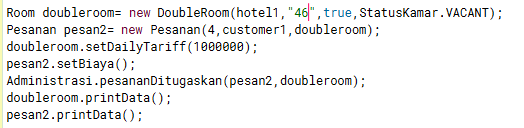 Room doubleroom= new DoubleRoom(hotel1,"46",true,StatusKamar.VACANT);
Pesanan pesan2= new Pesanan(4,customer1,doubleroom);
doubleroom.setDailyTariff(1000000);
pesan2.setBiaya();
Administrasi.pesananDitugaskan(pesan2,doubleroom);
doubleroom.printData();
pesan2.printData();